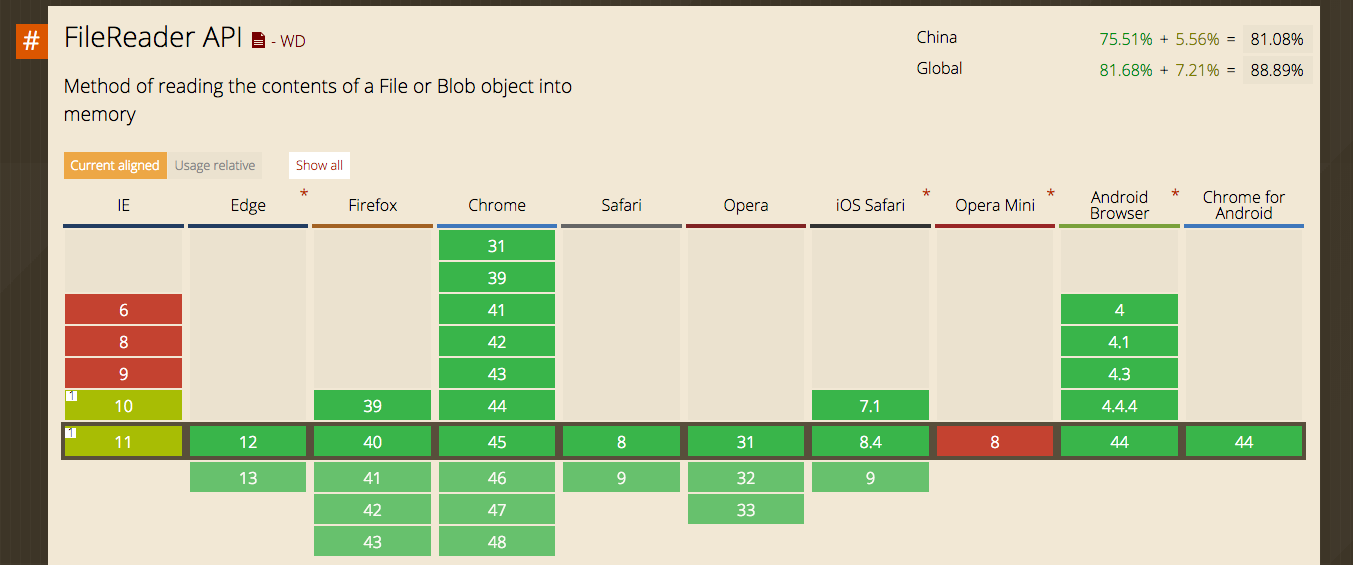 #
FileReader API - WD
China 75.51% + 5.56% = 81.08%
Global 81.68% + 7.21% = 88.89%
Method of reading the contents of a File or Blob object into
memory
Current aligned Usage relative Show all
IE Edge * Firefox Chrome Safari Opera iOS Safari * Opera Mini * Android Browser * Chrome for Android
31
39
6 41 4
8 42 4.1
9 43 4.3
1 10 39 44 7.1 4.4.4
1 11 12 40 45 8 31 8.4 8 44 44
13 41 46 9 32 9
42 47 33
43 48